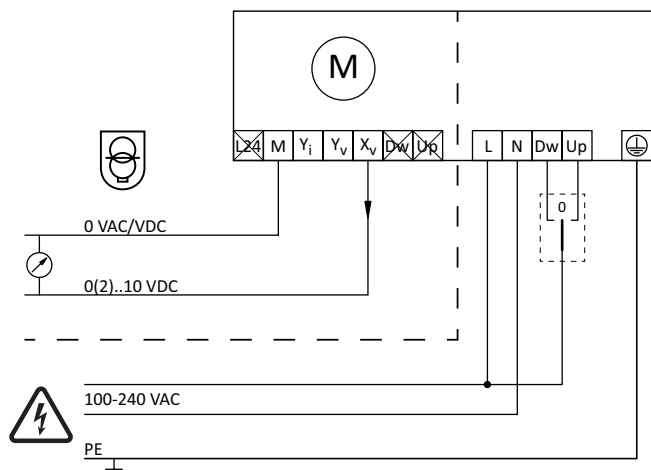 M
L24 M Yi Yv Xv Dw Up L N Dw Up
0
0 VAC/VDC
0(2)..10 VDC
100-240 VAC
PE